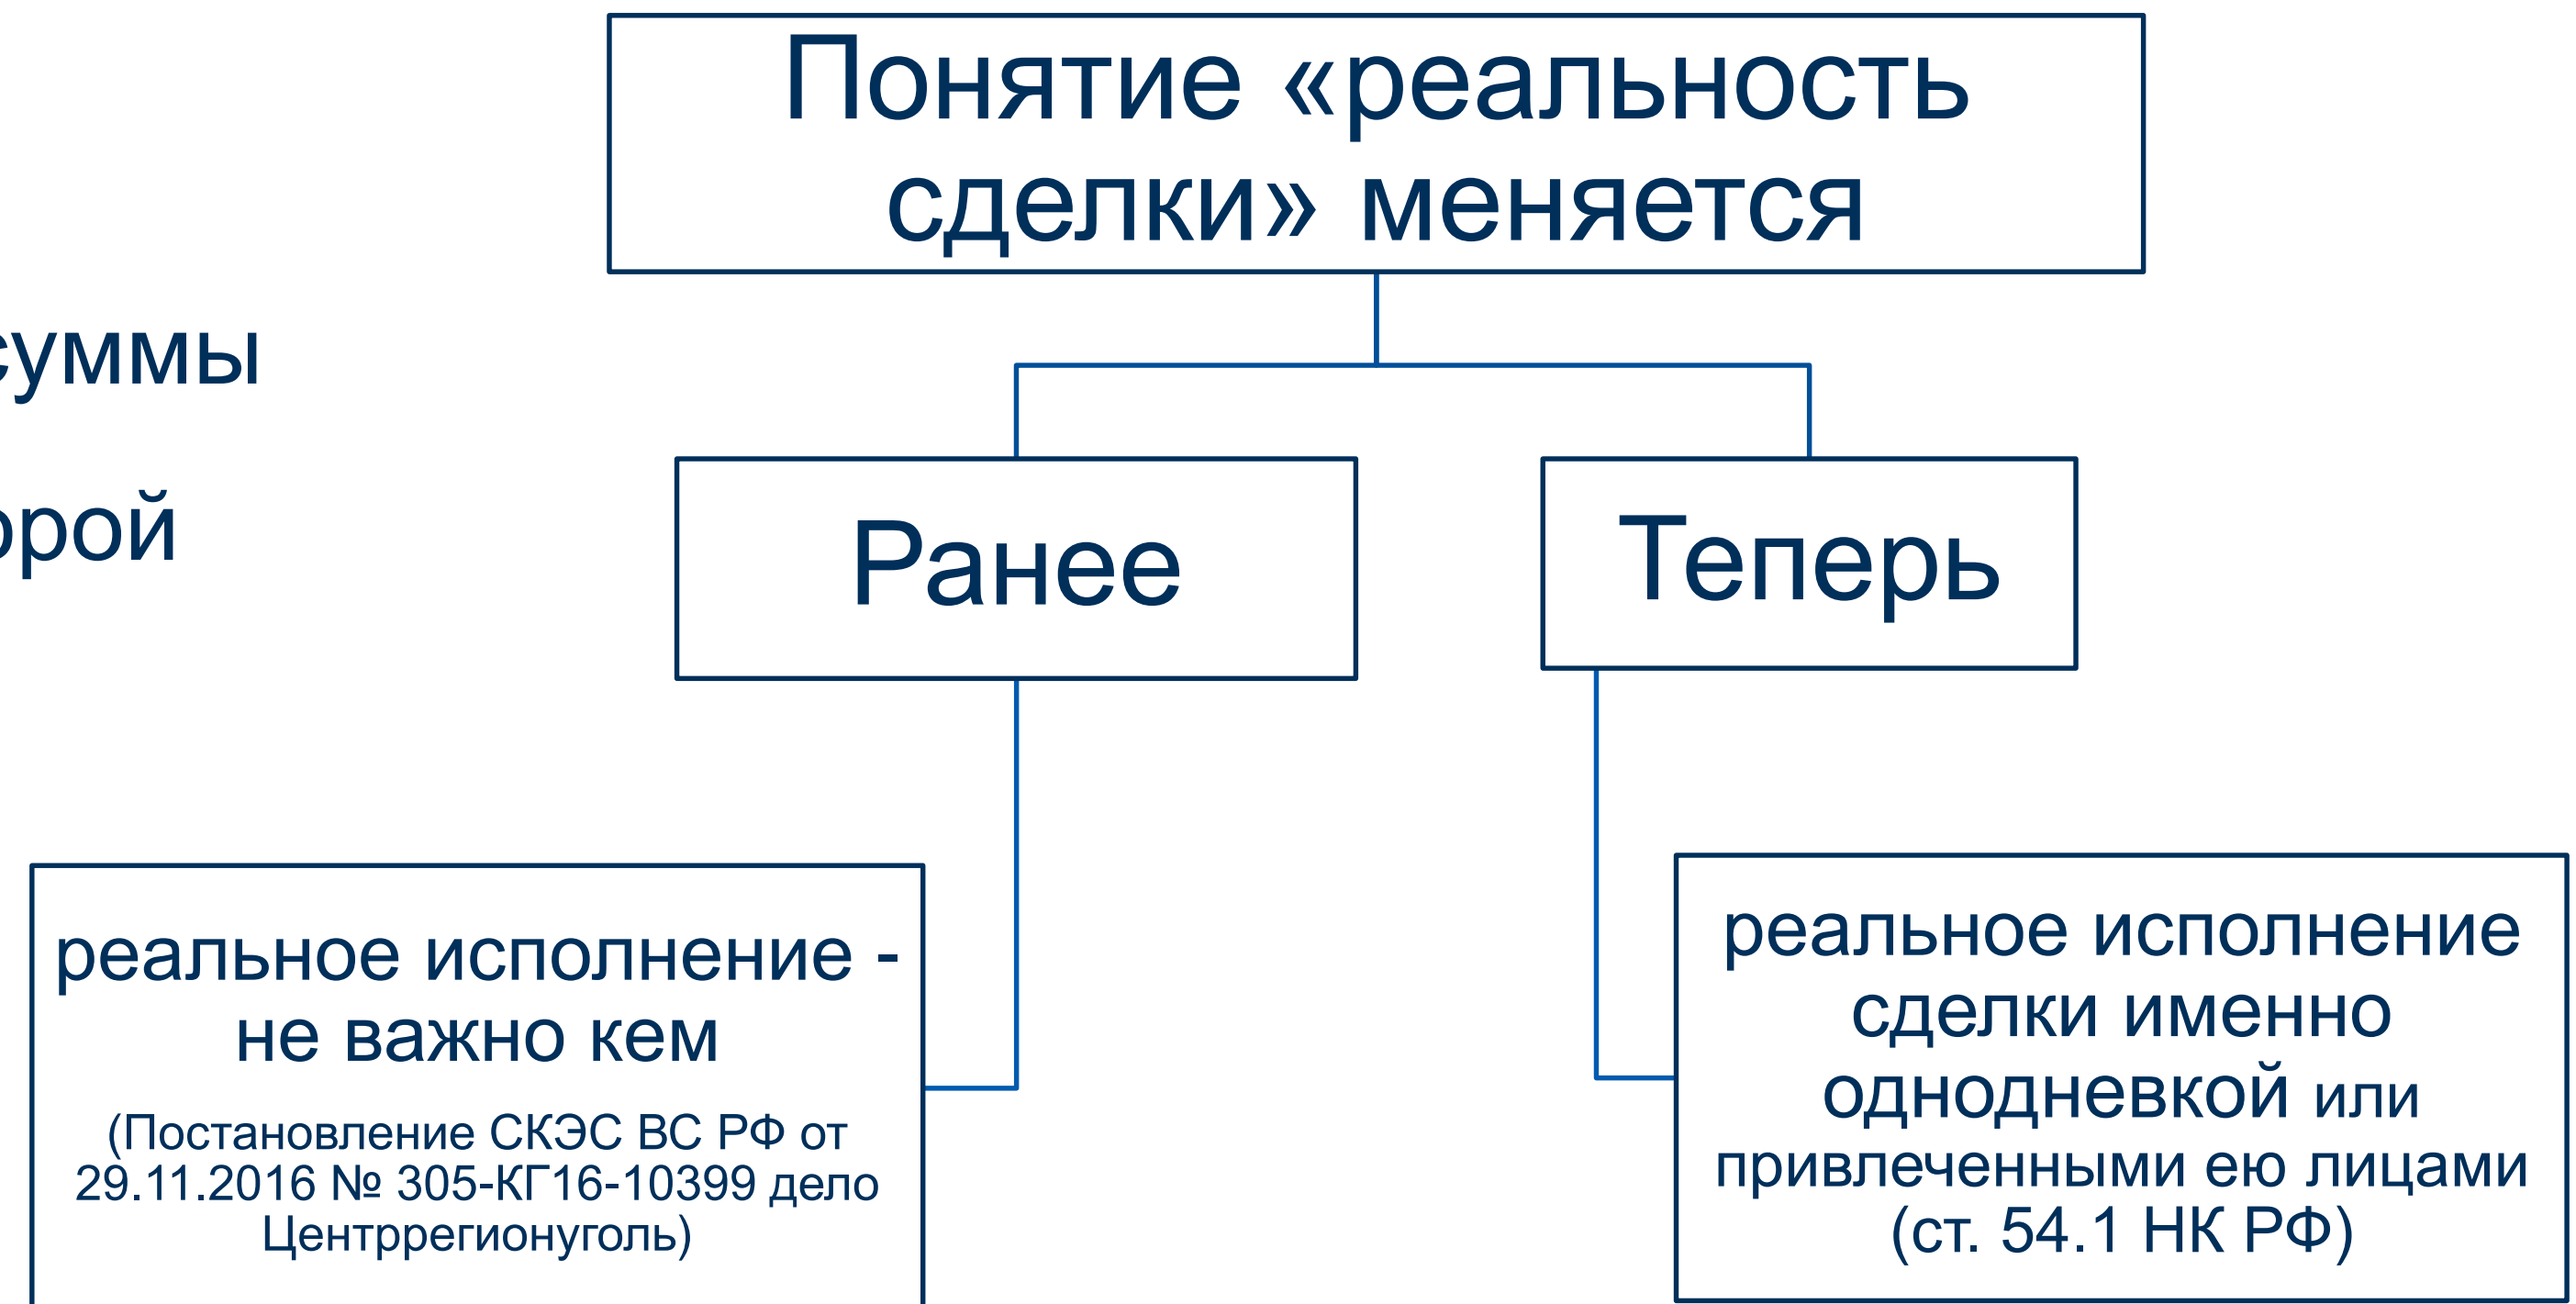 Понятие «реальность
сделки» меняется
суммы
Ранее
Теперь
реальное исполнение -
не важно кем
(Постановление СКЭС ВС РФ от
29.11.2016 № 305-КГ16-10399 дело
Центррегионуголь)
реальное исполнение
сделки именно
однодневкой или
привлеченными ею лицами
(ст. 54.1 НК РФ)